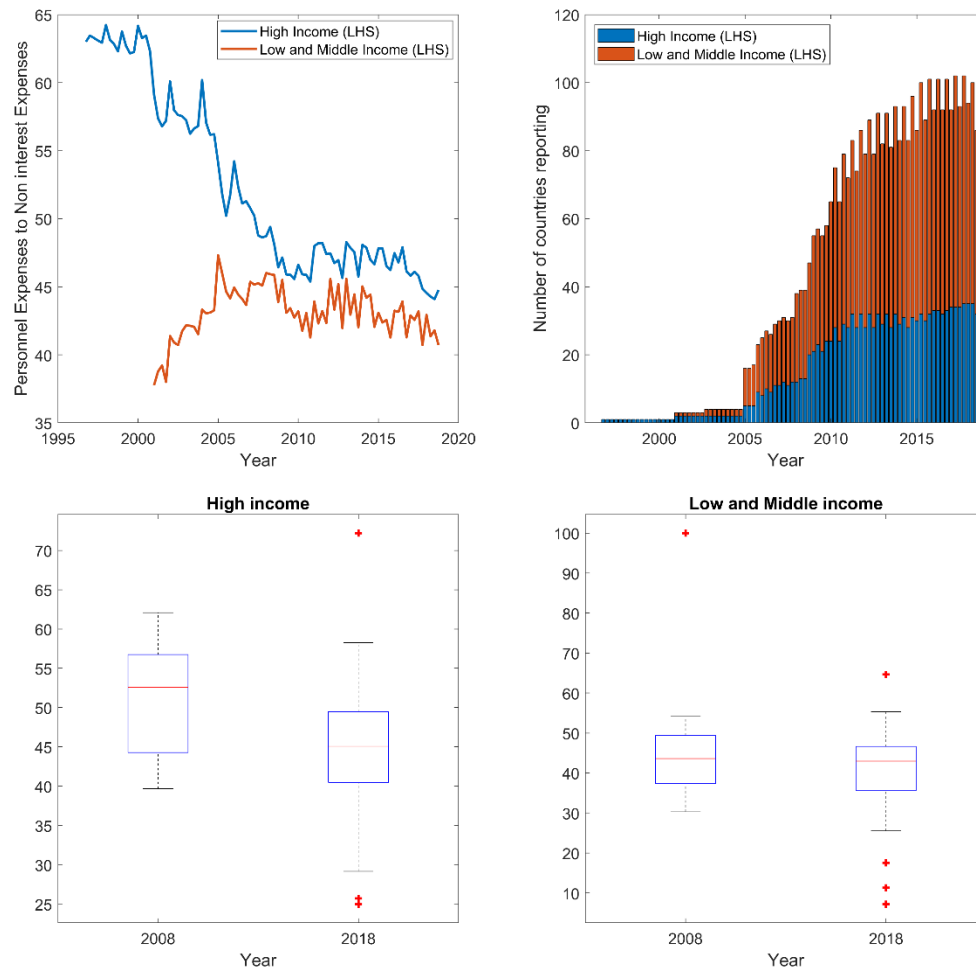 Personnel Expenses to Non interest Expenses
65
60
55
50
45
40
35
High Income (LHS)
Low and Middle Income (LHS)
1995 2000 2005 2010 2015 2020
Year
Number of countries reporting
120
100
80
60
40
20
0
High Income (LHS)
Low and Middle Income (LHS)
2000 2005 2010 2015
Year
High income
70
65
60
55
50
45
40
35
30
25
2008 2018
Year
Low and Middle income
100
90
80
70
60
50
40
30
20
10
2008 2018
Year